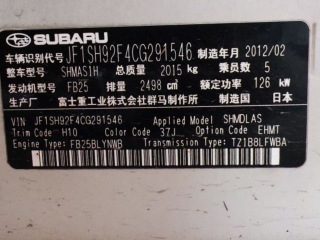 SUBARU
车辆识别代号 JF1SH92F4CG291546 制造年月 2012/02
整车型号 SHMAS1H 总质量 2015kg 乘员数 5
发动机型号 FB25 排量 2498 cm³ 额定功率 126 kW
生产厂名 富士重工业株式会社群马制作所 制造国 日本
VIN JF1SH92F4CG291546 Applied Model SHMDLAS
Trim Code H10 Color Code 37J Option Code EHMT
Engine Type: FB25BLYNWB Transmission Type: TZ1B8LFWBA